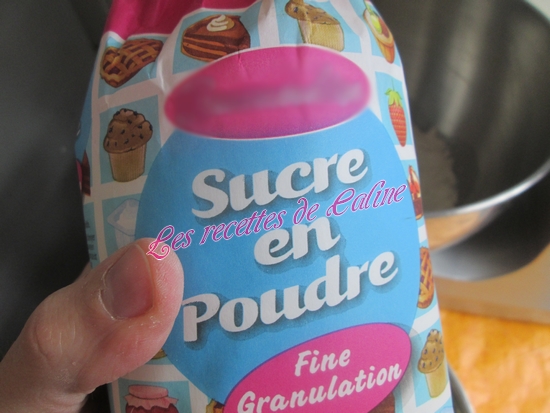 Sucre
Les recettes de Caline
en
Poudre
Fine
Granulation